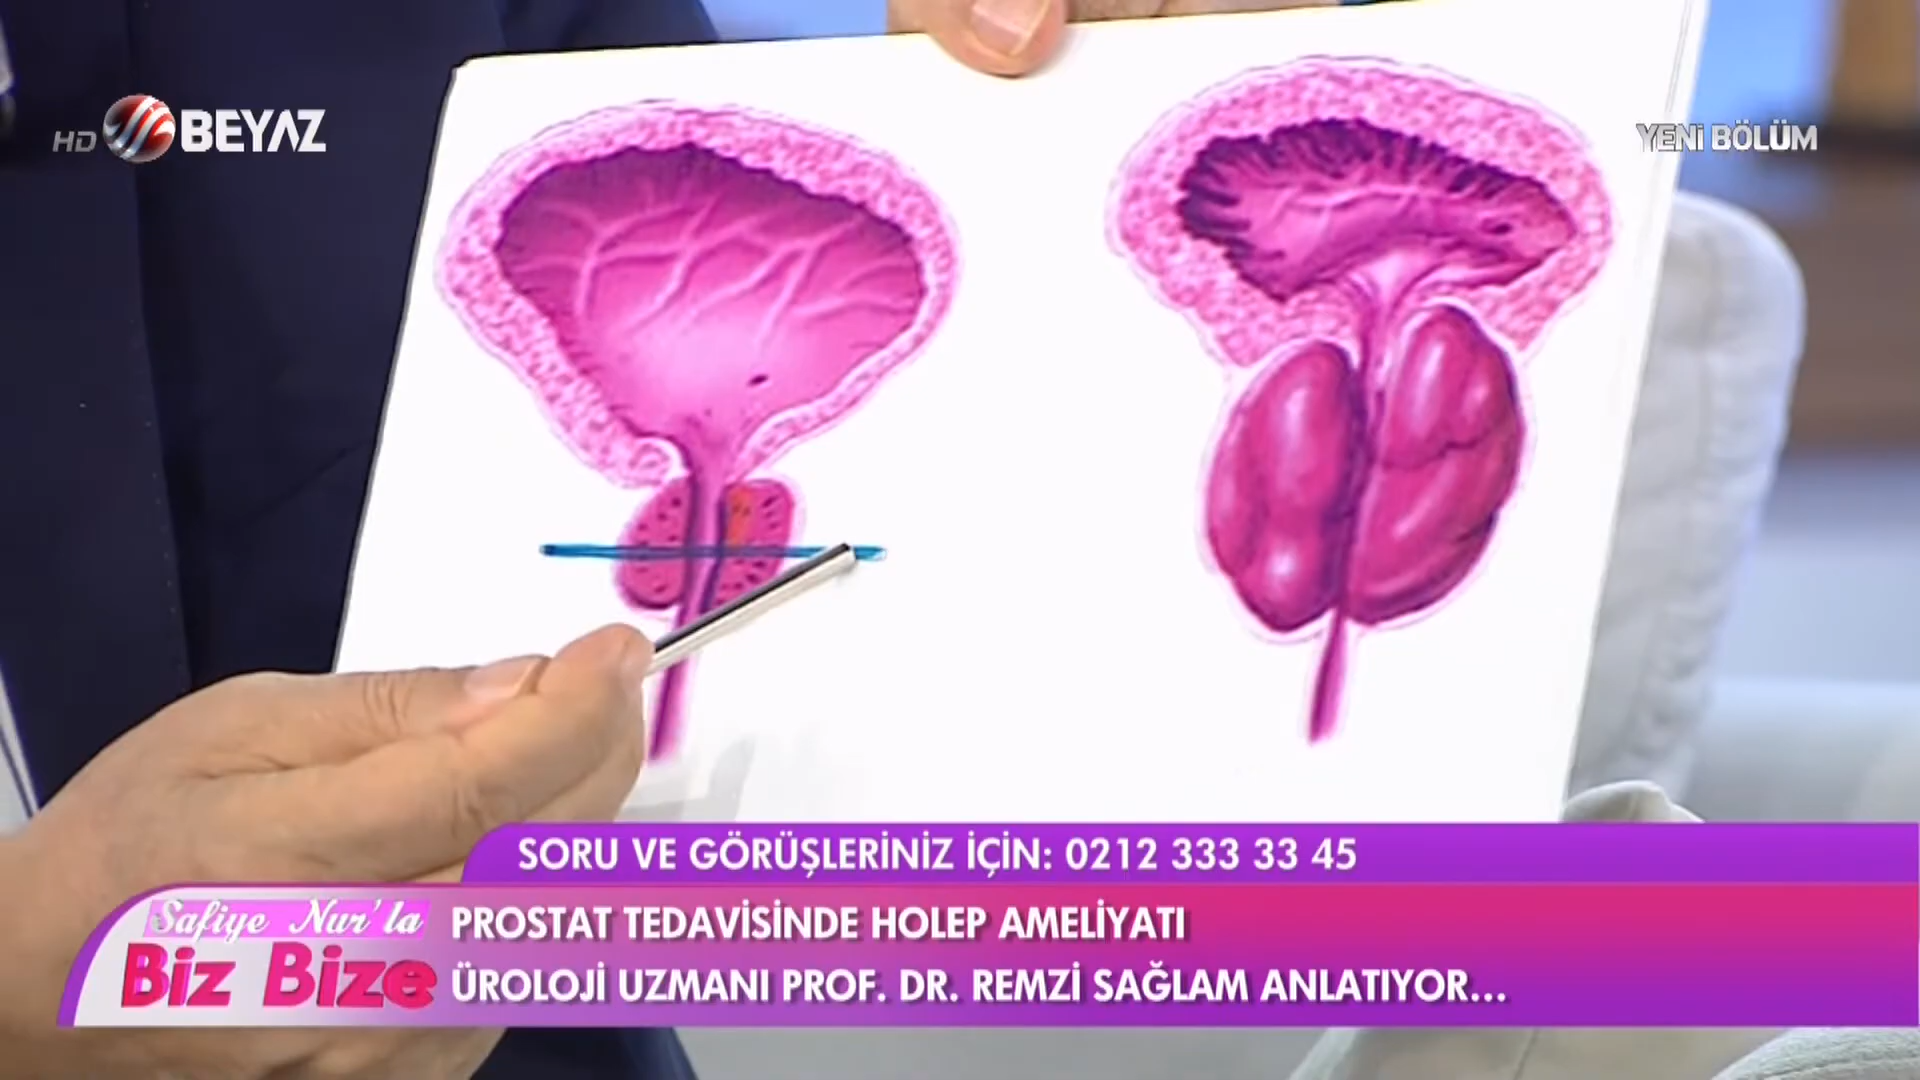 HD BEYAZ
YENİ BÖLÜM
SORU VE GÖRÜŞLERİNİZ İÇİN: 0212 333 33 45
Safiye Nur'la
Biz Bize
PROSTAT TEDAVİSİNDE HOLEP AMELİYATI
ÜROLOJİ UZMANI PROF. DR. REMZİ SAĞLAM ANLATIYOR...